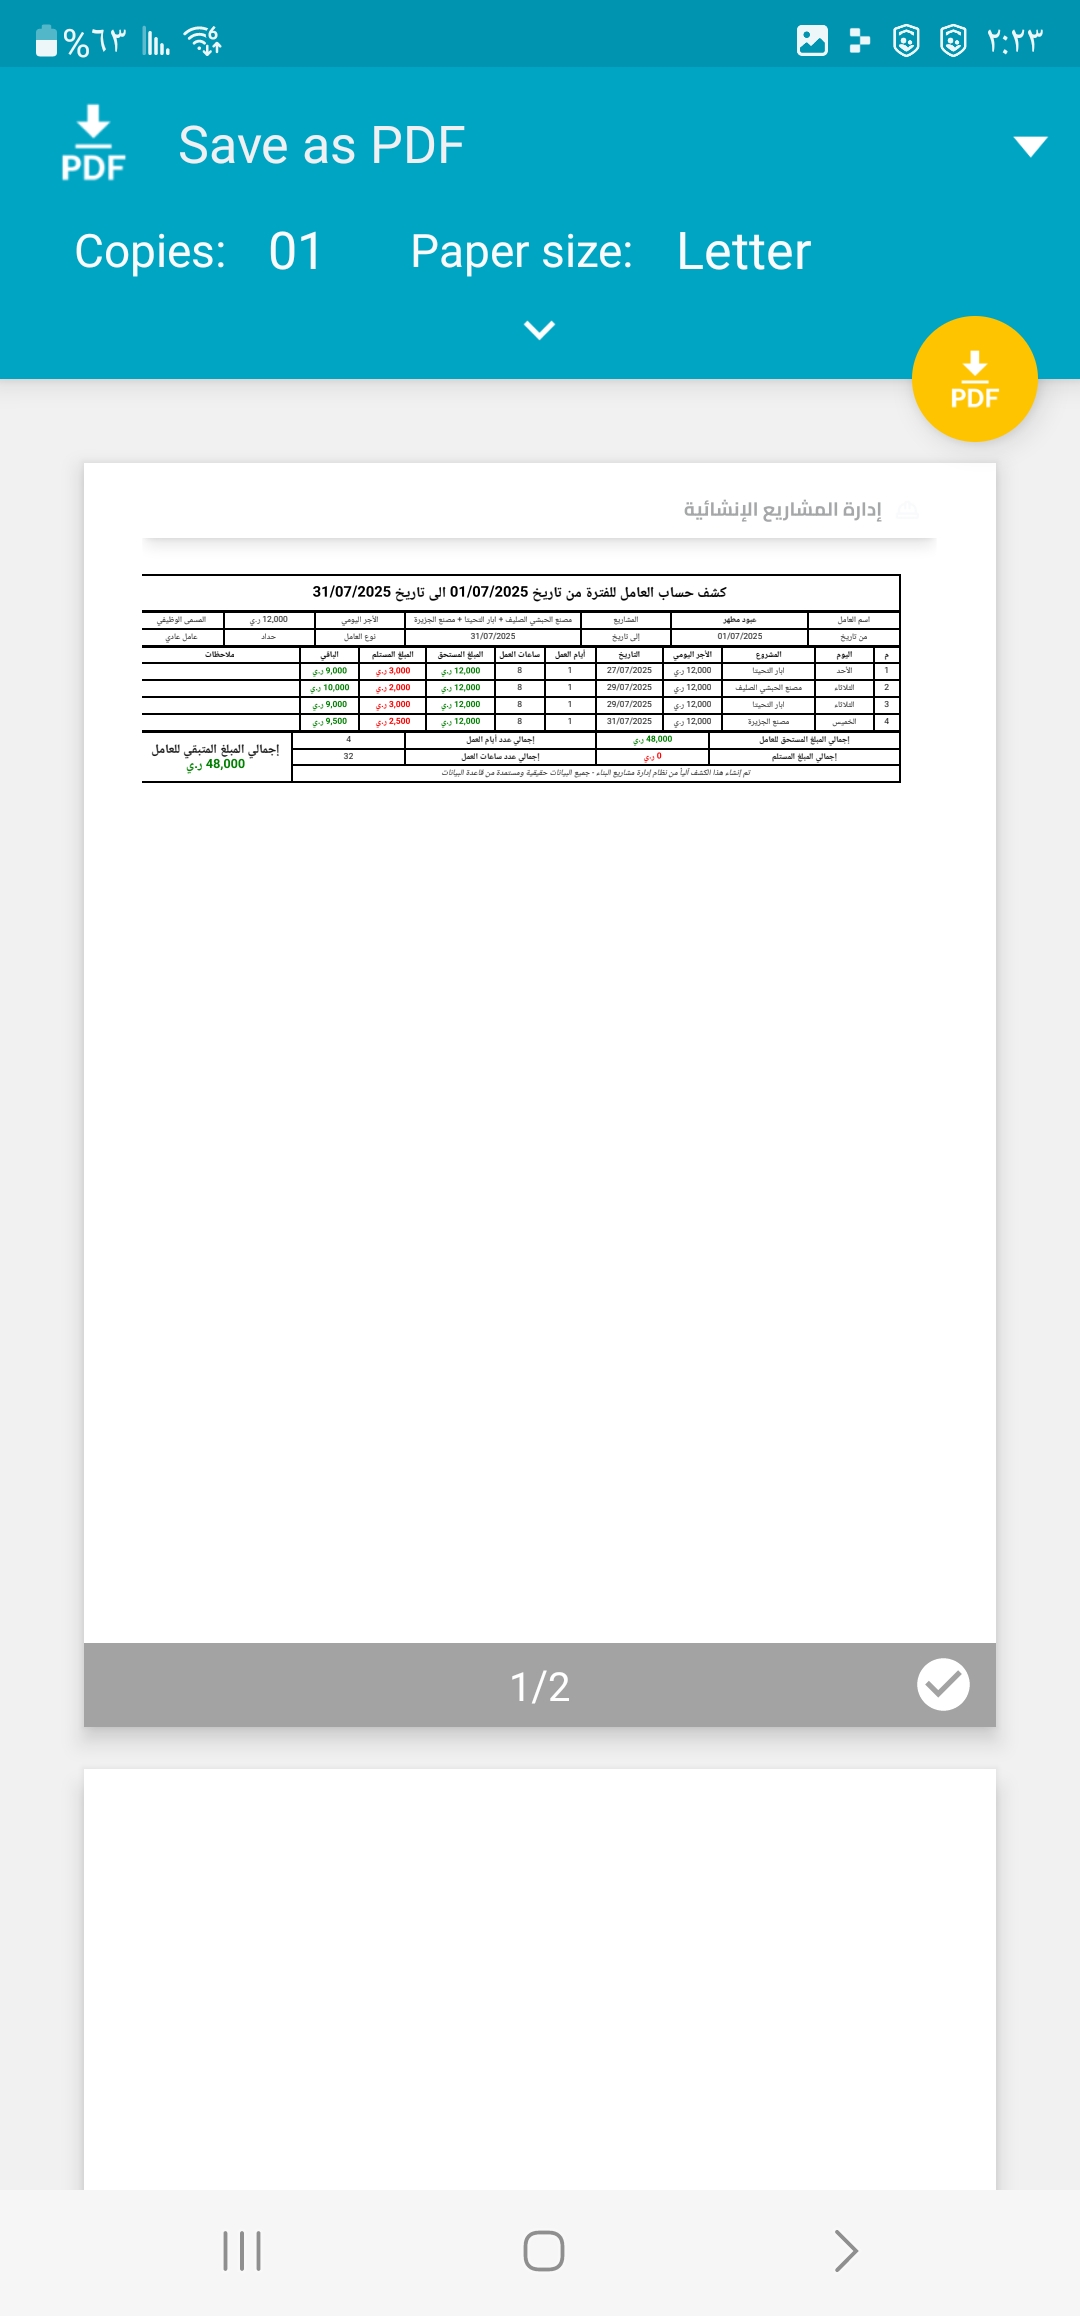 ٢:٢٣ %٦٣ 6
PDF Save as PDF
Copies: 01 Paper size: Letter
PDF
إدارة المشاريع الإنشائية
كشف حساب العامل للفترة من تاريخ 01/07/2025 الى تاريخ 31/07/2025
اسم العامل عبود مطهر المشاريع مصنع الحبشي الصليف + ابار التحيتا + مصنع الجزيرة الأجر اليومي 12,000 ر.ي المسمى الوظيفي
من تاريخ 01/07/2025 إلى تاريخ 31/07/2025 نوع العامل حداد عامل عادي
م اليوم المشروع الأجر اليومي التاريخ أيام العمل ساعات العمل المبلغ المستحق المبلغ المستلم الباقي ملاحظات
1 الأحد ابار التحيتا 12,000 ر.ي 27/07/2025 1 8 12,000 ر.ي 3,000 ر.ي 9,000 ر.ي
2 الثلاثاء مصنع الحبشي الصليف 12,000 ر.ي 29/07/2025 1 8 12,000 ر.ي 2,000 ر.ي 10,000 ر.ي
3 الثلاثاء ابار التحيتا 12,000 ر.ي 29/07/2025 1 8 12,000 ر.ي 3,000 ر.ي 9,000 ر.ي
4 الخميس مصنع الجزيرة 12,000 ر.ي 31/07/2025 1 8 12,000 ر.ي 2,500 ر.ي 9,500 ر.ي
إجمالي المبلغ المستحق للعامل 48,000 ر.ي إجمالي عدد أيام العمل 4 إجمالي المبلغ المتبقي للعامل
إجمالي المبلغ المستلم 0 ر.ي إجمالي عدد ساعات العمل 32 48,000 ر.ي
تم إنشاء هذا الكشف آلياً من نظام إدارة مشاريع البناء - جميع البيانات حقيقية ومستمدة من قاعدة البيانات
1/2